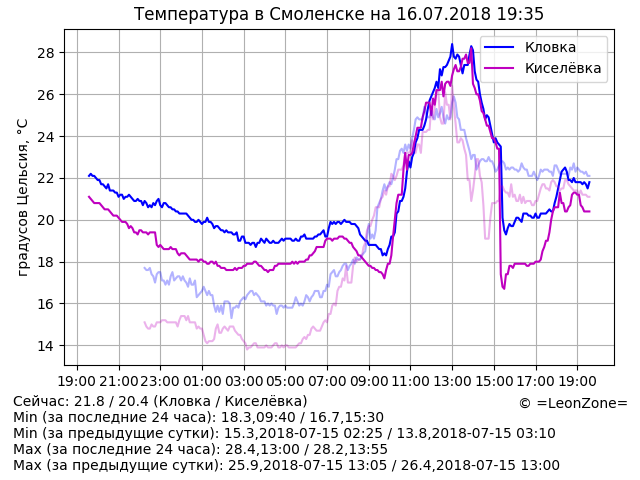 Температура в Смоленске на 16.07.2018 19:35
Кловка
Киселёвка
градусов Цельсия, °C
28
26
24
22
20
18
16
14
19:00 21:00 23:00 01:00 03:00 05:00 07:00 09:00 11:00 13:00 15:00 17:00 19:00
Сейчас: 21.8 / 20.4 (Кловка / Киселёвка)
© =LeonZone=
Min (за последние 24 часа): 18.3,09:40 / 16.7,15:30
Min (за предыдущие сутки): 15.3,2018-07-15 02:25 / 13.8,2018-07-15 03:10
Max (за последние 24 часа): 28.4,13:00 / 28.2,13:55
Max (за предыдущие сутки): 25.9,2018-07-15 13:05 / 26.4,2018-07-15 13:00